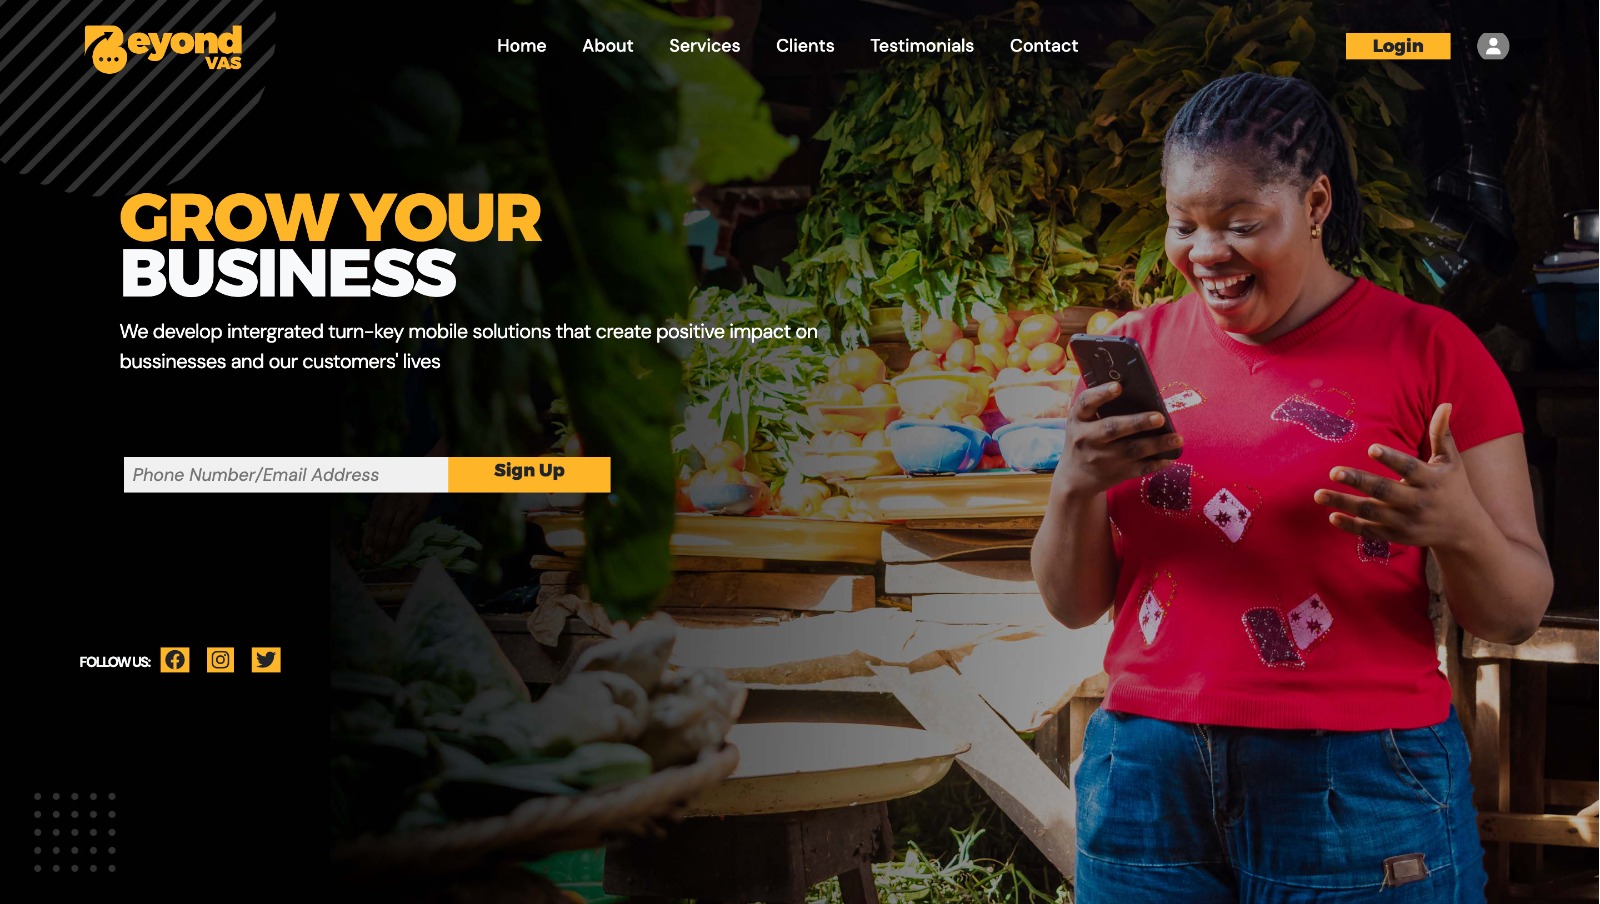 Beyond
VAS
Home About Services Clients Testimonials Contact
Login
GROW YOUR
BUSINESS
We develop intergrated turn-key mobile solutions that create positive impact on
bussinesses and our customers' lives
Phone Number/Email Address
Sign Up
FOLLOW US: